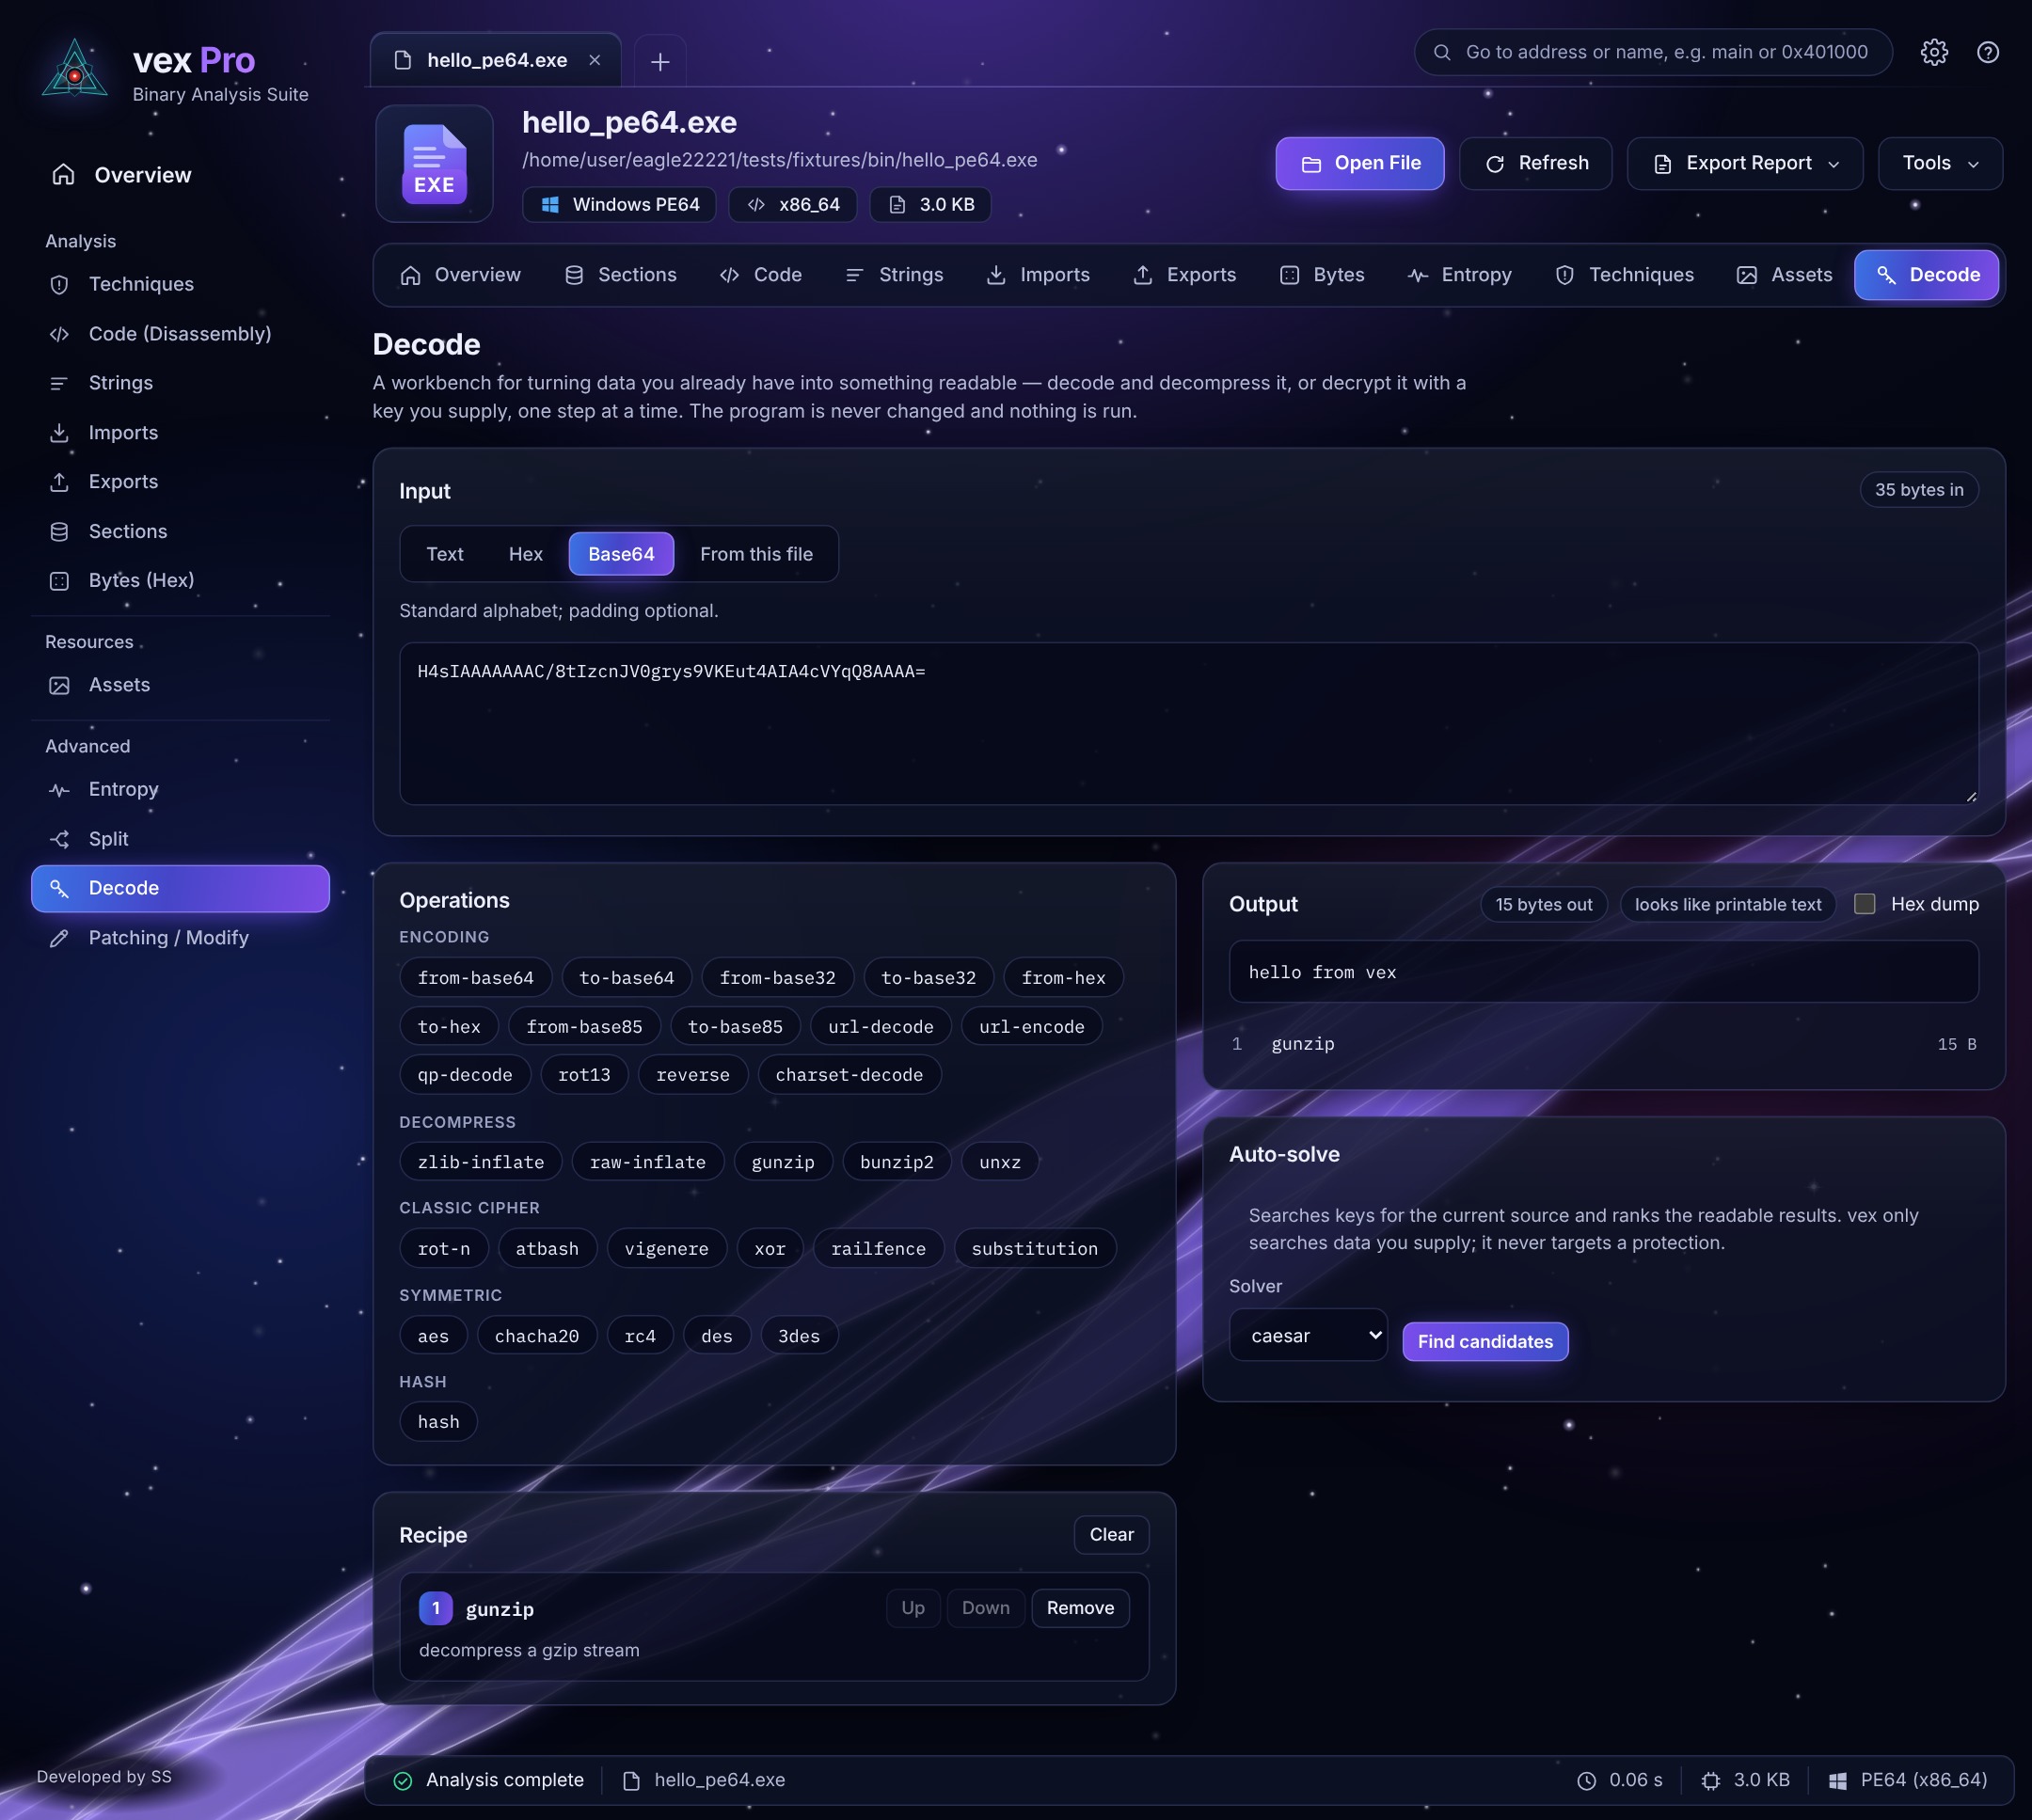 vex Pro
Binary Analysis Suite
hello_pe64.exe
Go to address or name, e.g. main or 0x401000
EXE
hello_pe64.exe
/home/user/eagle22221/tests/fixtures/bin/hello_pe64.exe
Windows PE64 x86_64 3.0 KB
Open File Refresh Export Report Tools
Overview
Analysis
Techniques
Code (Disassembly)
Strings
Imports
Exports
Sections
Bytes (Hex)
Resources
Assets
Advanced
Entropy
Split
Decode
Patching / Modify
Overview Sections Code Strings Imports Exports Bytes Entropy Techniques Assets Decode
Decode
A workbench for turning data you already have into something readable — decode and decompress it, or decrypt it with a
key you supply, one step at a time. The program is never changed and nothing is run.
Input 35 bytes in
Text Hex Base64 From this file
Standard alphabet; padding optional.
H4sIAAAAAAAC/8tIzcnJV0grys9VKEut4AIA4cVYqQ8AAAA=
Operations
ENCODING
from-base64 to-base64 from-base32 to-base32 from-hex
to-hex from-base85 to-base85 url-decode url-encode
qp-decode rot13 reverse charset-decode
DECOMPRESS
zlib-inflate raw-inflate gunzip bunzip2 unxz
CLASSIC CIPHER
rot-n atbash vigenere xor railfence substitution
SYMMETRIC
aes chacha20 rc4 des 3des
HASH
hash
Output 15 bytes out looks like printable text Hex dump
hello from vex
1 gunzip 15 B
Auto-solve
Searches keys for the current source and ranks the readable results. vex only
searches data you supply; it never targets a protection.
Solver
caesar Find candidates
Recipe Clear
1 gunzip Up Down Remove
decompress a gzip stream
Developed by SS
Analysis complete hello_pe64.exe 0.06 s 3.0 KB PE64 (x86_64)